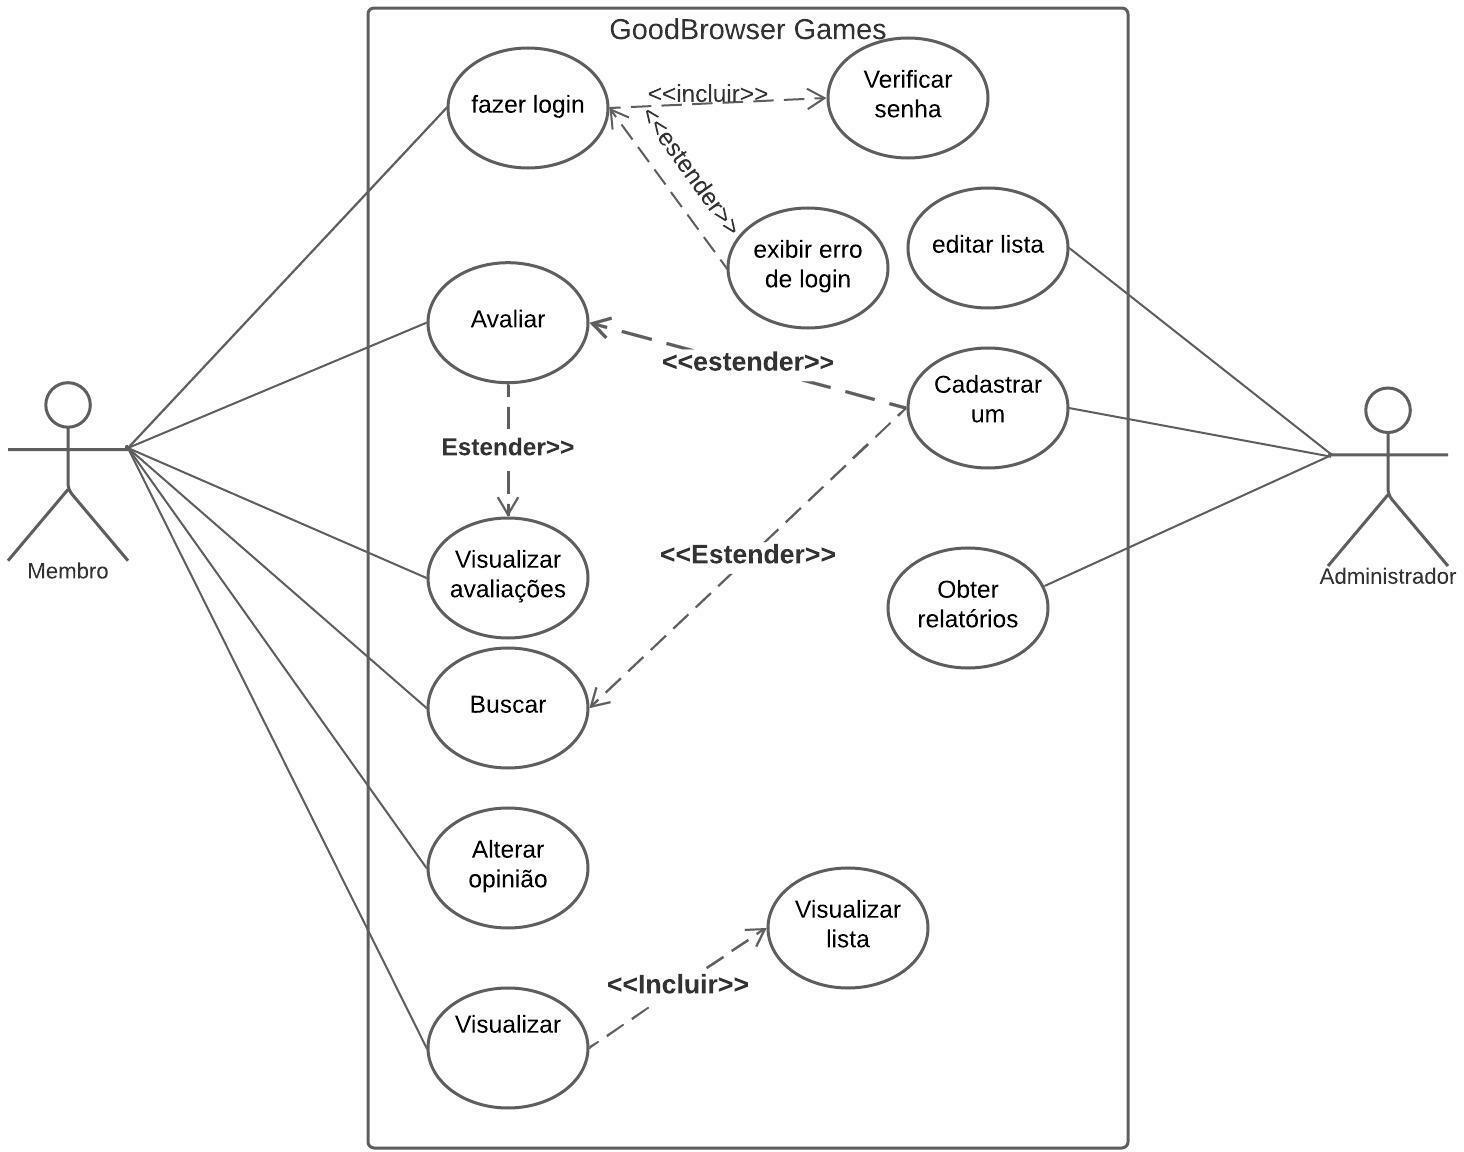 GoodBrowser Games
fazer login
<<incluir>>
Verificar
senha
<<estender>>
exibir erro
de login
editar lista
Avaliar
<<estender>>
Cadastrar
um
Estender>>
Membro
Administrador
Visualizar
avaliações
<<Estender>>
Obter
relatórios
Buscar
Alterar
opinião
Visualizar
lista
<<Incluir>>
Visualizar